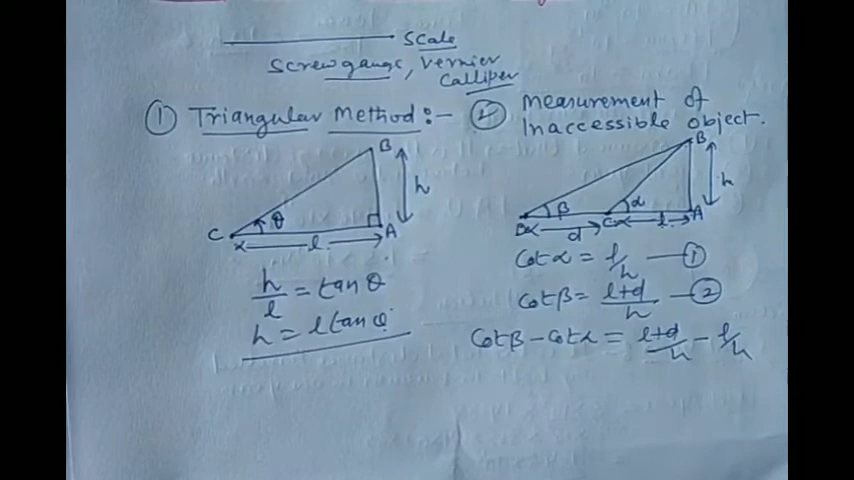 Scale
Screw gauge, Vernier
Calliper
① Triangular Method:-
B
h
θ
C
A
l
h/l = tan θ
h = l tan θ
② Measurement of
Inaccessible object.
B
h
β
α
D
C
A
d
l
Cot α = l/h — ①
Cot β = l+d/h — ②
Cot β - Cot α = l+d/h - l/h